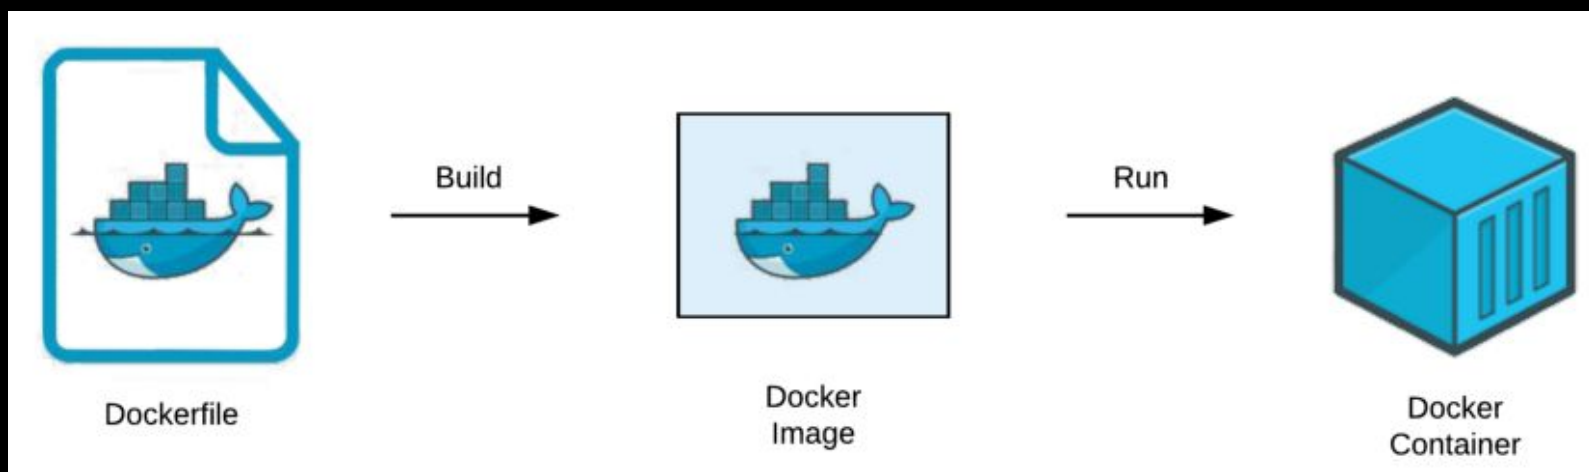 Build
Run
Dockerfile
Docker
Image
Docker
Container